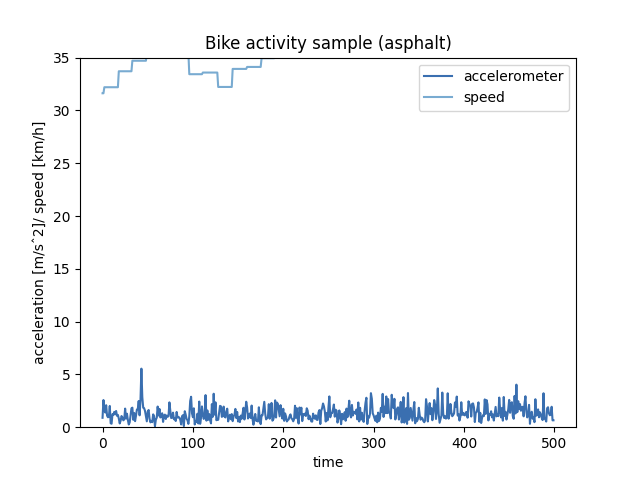 Bike activity sample (asphalt)
accelerometer
speed
acceleration [m/sˆ2]/ speed [km/h]
35
30
25
20
15
10
5
0
0 100 200 300 400 500
time